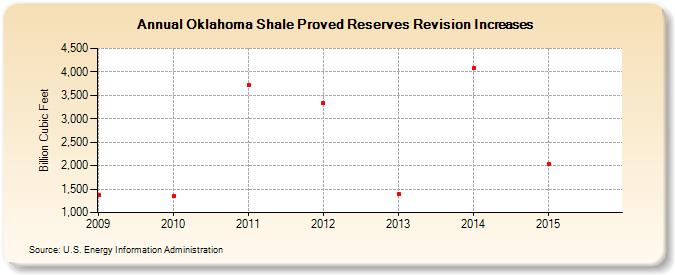 Annual Oklahoma Shale Proved Reserves Revision Increases
Billion Cubic Feet
4,500
4,000
3,500
3,000
2,500
2,000
1,500
1,000
2009 2010 2011 2012 2013 2014 2015
Source: U.S. Energy Information Administration